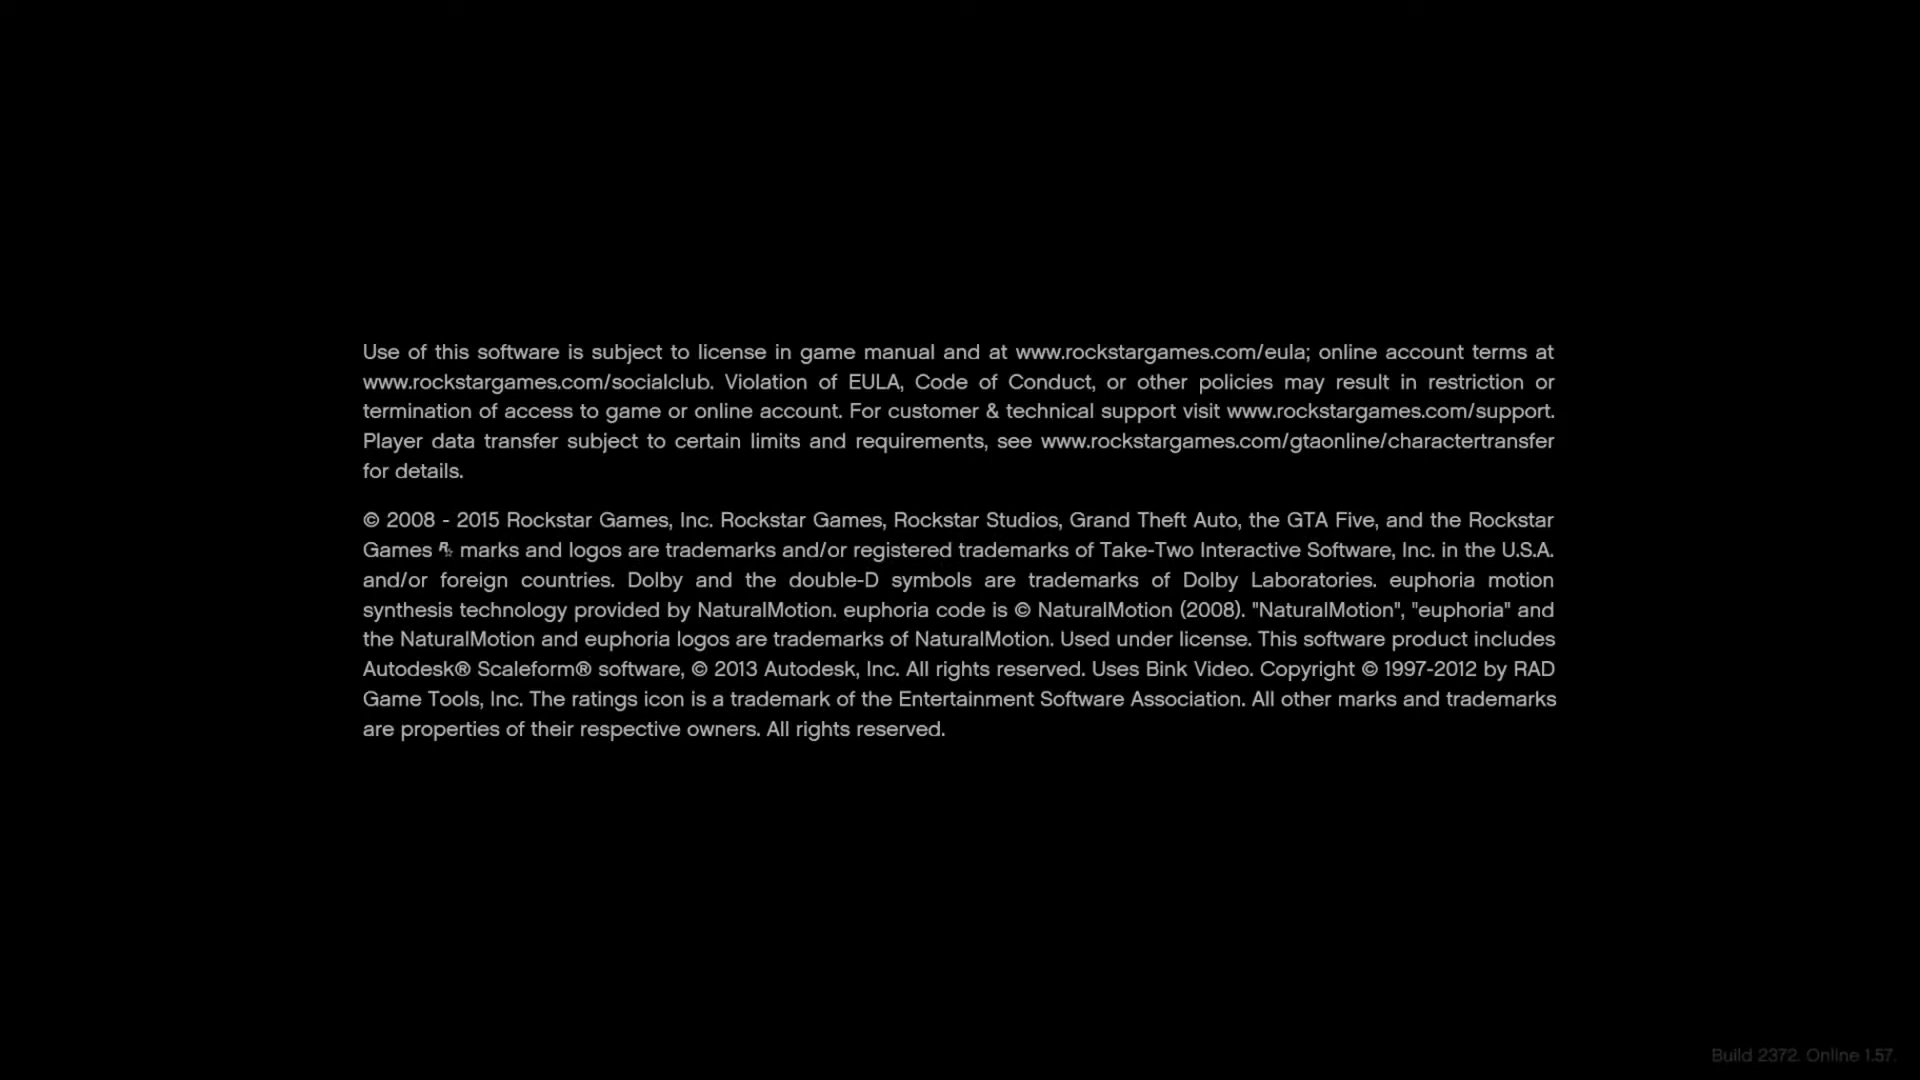 Use of this software is subject to license in game manual and at www.rockstargames.com/eula; online account terms at
www.rockstargames.com/socialclub. Violation of EULA, Code of Conduct, or other policies may result in restriction or
termination of access to game or online account. For customer & technical support visit www.rockstargames.com/support.
Player data transfer subject to certain limits and requirements, see www.rockstargames.com/gtaonline/charactertransfer
for details.
© 2008 - 2015 Rockstar Games, Inc. Rockstar Games, Rockstar Studios, Grand Theft Auto, the GTA Five, and the Rockstar
Games R* marks and logos are trademarks and/or registered trademarks of Take-Two Interactive Software, Inc. in the U.S.A.
and/or foreign countries. Dolby and the double-D symbols are trademarks of Dolby Laboratories. euphoria motion
synthesis technology provided by NaturalMotion. euphoria code is © NaturalMotion (2008). "NaturalMotion", "euphoria" and
the NaturalMotion and euphoria logos are trademarks of NaturalMotion. Used under license. This software product includes
Autodesk® Scaleform® software, © 2013 Autodesk, Inc. All rights reserved. Uses Bink Video. Copyright © 1997-2012 by RAD
Game Tools, Inc. The ratings icon is a trademark of the Entertainment Software Association. All other marks and trademarks
are properties of their respective owners. All rights reserved.
Build 2372. Online 1.57.